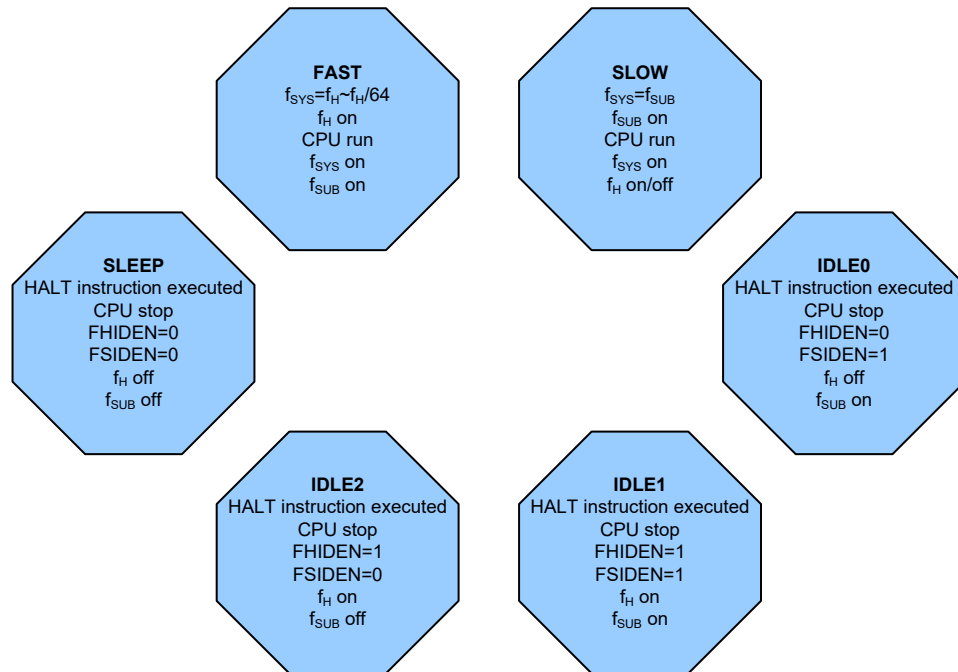 FAST
fSYS=fH~fH/64
fH on
CPU run
fSYS on
fSUB on
SLOW
fSYS=fSUB
fSUB on
CPU run
fSYS on
fH on/off
SLEEP
HALT instruction executed
CPU stop
FHIDEN=0
FSIDEN=0
fH off
fSUB off
IDLE0
HALT instruction executed
CPU stop
FHIDEN=0
FSIDEN=1
fH off
fSUB on
IDLE2
HALT instruction executed
CPU stop
FHIDEN=1
FSIDEN=0
fH on
fSUB off
IDLE1
HALT instruction executed
CPU stop
FHIDEN=1
FSIDEN=1
fH on
fSUB on